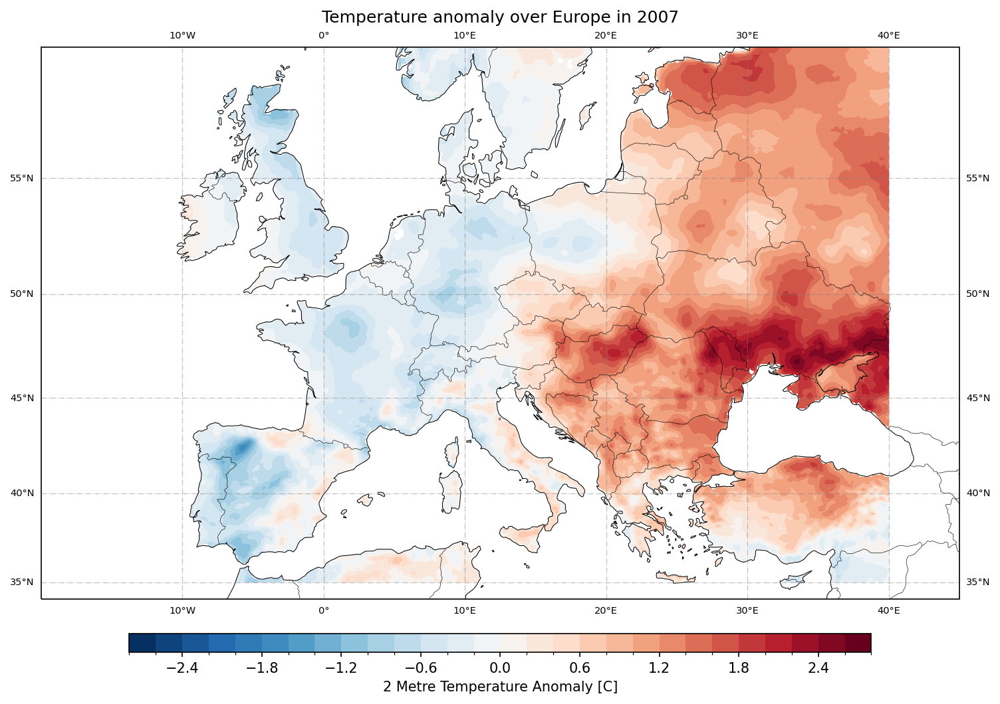 Temperature anomaly over Europe in 2007
10°W 0° 10°E 20°E 30°E 40°E
55°N 55°N
50°N 50°N
45°N 45°N
40°N 40°N
35°N 35°N
10°W 0° 10°E 20°E 30°E 40°E
−2.4 −1.8 −1.2 −0.6 0.0 0.6 1.2 1.8 2.4
2 Metre Temperature Anomaly [C]